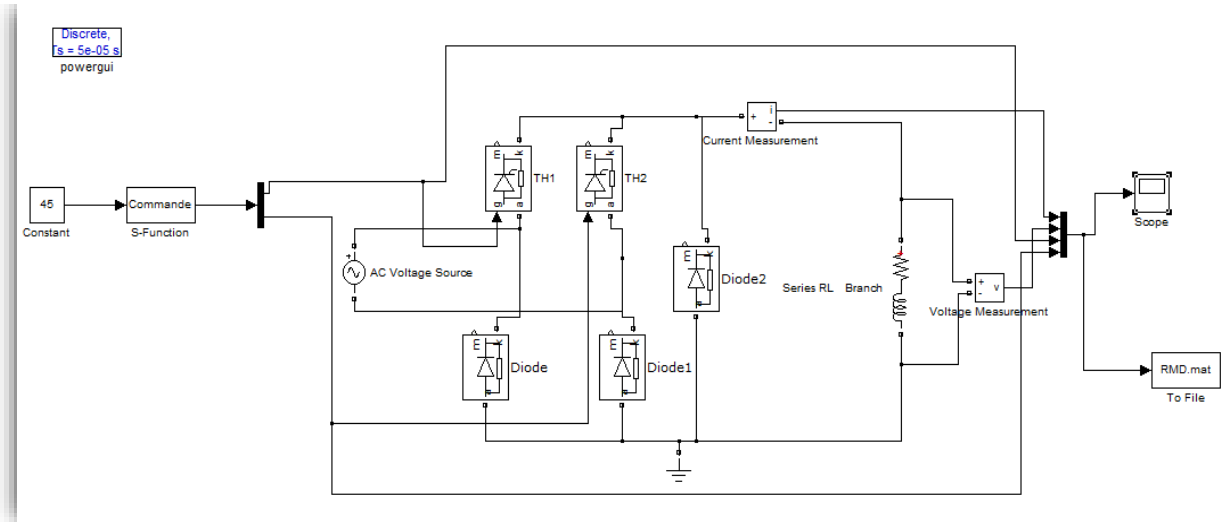 Discrete,
Ts = 5e-05 s
powergui
i
+
-
Current Measurement
m
k
g
a
TH1
m
k
g
a
TH2
45
Constant
Commande
S-Function
Scope
+
AC Voltage Source
m
k
a
Diode2
Series RL Branch
+
+
-
v
Voltage Measurement
m
k
a
Diode
m
k
a
Diode1
RMD.mat
To File